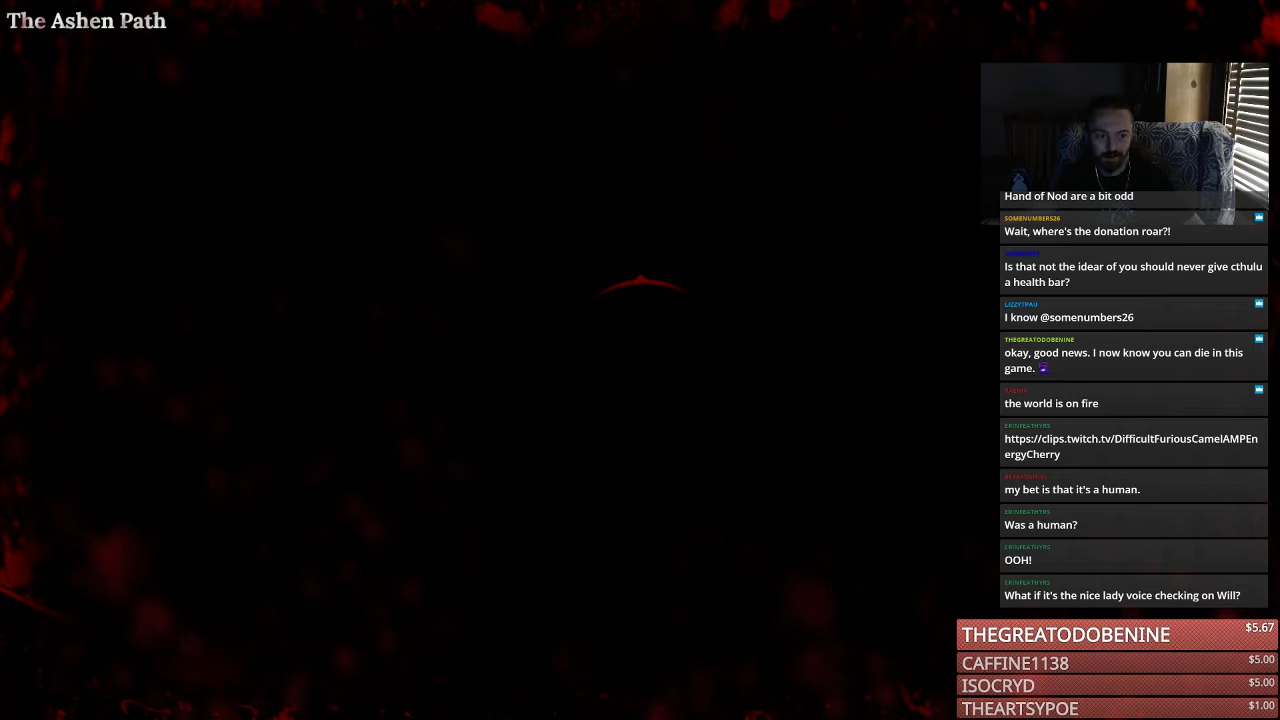 The Ashen Path
Hand of Nod are a bit odd
SOMENUMBERS26
Wait, where's the donation roar?!
Is that not the idear of you should never give cthulu
a health bar?
LIZZYTPAU
I know @somenumbers26
THEGREATODOBENINE
okay, good news. I now know you can die in this
game.
the world is on fire
ERINFEATHYRS
https://clips.twitch.tv/DifficultFuriousCamelAMPEn
ergyCherry
my bet is that it's a human.
ERINFEATHYRS
Was a human?
ERINFEATHYRS
OOH!
ERINFEATHYRS
What if it's the nice lady voice checking on Will?
THEGREATODOBENINE $5.67
CAFFINE1138 $5.00
ISOCRYD $5.00
THEARTSYPOE $1.00